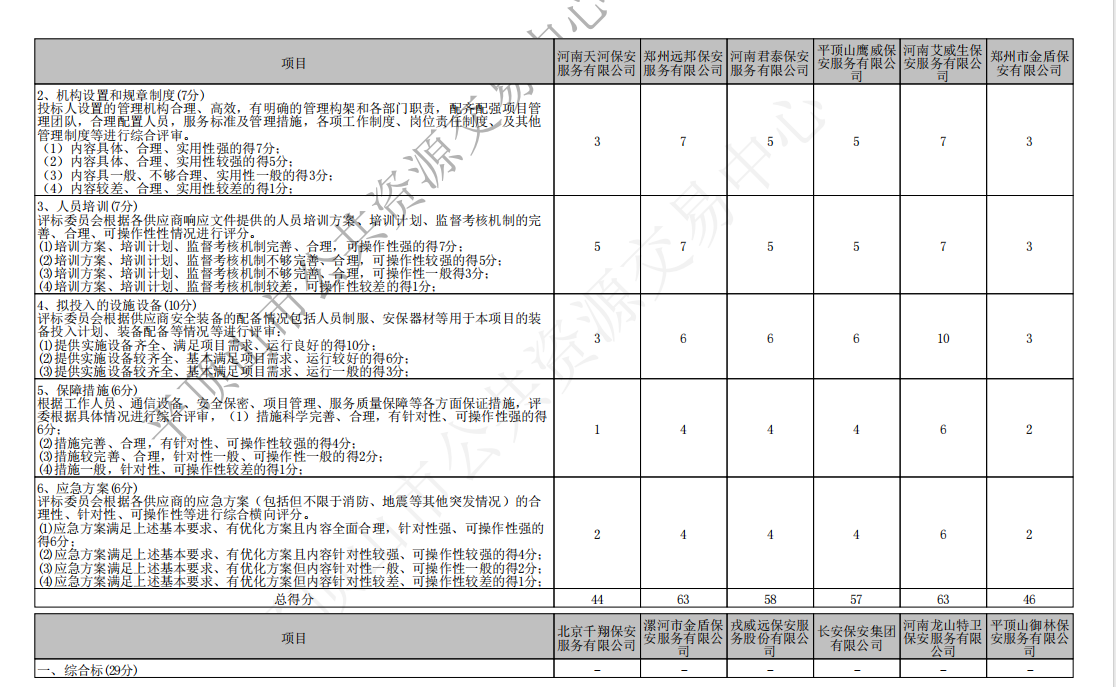 项目
河南天河保安服务有限公司
郑州远邦保安服务有限公司
河南君泰保安服务有限公司
平顶山鹰威保安服务有限公司
河南艾威生保安服务有限公司
郑州市金盾保安有限公司
2、机构设置和规章制度(7分)
投标人设置的管理机构合理、高效，有明确的管理构架和各部门职责，配齐配强项目管
理团队，合理配置人员，服务标准及管理措施，各项工作制度、岗位责任制度、及其他
管理制度等进行综合评审。
（1）内容具体、合理、实用性强的得7分；
（2）内容具体、合理、实用性较强的得5分；
（3）内容具一般、不够合理、实用性一般的得3分；
（4）内容较差、合理、实用性较差的得1分；
3 7 5 5 7 3
3、人员培训(7分)
评标委员会根据各供应商响应文件提供的人员培训方案、培训计划、监督考核机制的完
善、合理、可操作性性情况进行评分。
(1)培训方案、培训计划、监督考核机制完善、合理，可操作性强的得7分；
(2)培训方案、培训计划、监督考核机制不够完善、合理，可操作性较强的得5分；
(3)培训方案、培训计划、监督考核机制不够完善、合理，可操作性一般得3分；
(4)培训方案、培训计划、监督考核机制较差，可操作性较差的得1分；
5 7 5 5 7 3
4、拟投入的设施设备(10分)
评标委员会根据供应商安全装备的配备情况包括人员制服、安保器材等用于本项目的装
备投入计划、装备配备等情况等进行评审：
(1)提供实施设备齐全、满足项目需求、运行良好的得10分；
(2)提供实施设备较齐全、基本满足项目需求、运行较好的得6分；
(3)提供实施设备较齐全、基本满足项目需求、运行一般的得3分；
3 6 6 6 10 3
5、保障措施(6分)
根据工作人员、通信设备、安全保密、项目管理、服务质量保障等各方面保证措施，评
委根据具体情况进行综合评审，（1）措施科学完善、合理，有针对性、可操作性强的得
6分；
(2)措施完善、合理，有针对性、可操作性较强的得4分；
(3)措施较完善、合理，针对性一般、可操作性一般的得2分；
(4)措施一般，针对性、可操作性较差的得1分；
1 4 4 4 6 2
6、应急方案(6分)
评标委员会根据各供应商的应急方案（包括但不限于消防、地震等其他突发情况）的合
理性、针对性、可操作性等进行综合横向评分。
(1)应急方案满足上述基本要求、有优化方案且内容全面合理，针对性强、可操作性强的
得6分；
(2)应急方案满足上述基本要求、有优化方案且内容针对性较强、可操作性较强的得4分；
(3)应急方案满足上述基本要求、有优化方案但内容针对性一般、可操作性一般的得2分；
(4)应急方案满足上述基本要求、有优化方案但内容针对性较差、可操作性较差的得1分；
2 4 4 4 6 2
总得分 44 63 58 57 63 46
项目
北京千翔保安服务有限公司
漯河市金盾保安服务有限公司
戎威远保安服务股份有限公司
长安保安集团有限公司
河南龙山特卫保安服务有限公司
平顶山御林保安服务有限公司
一、综合标(29分) － － － － － －
平顶山市公共资源交易中心
市公共资源交易中心